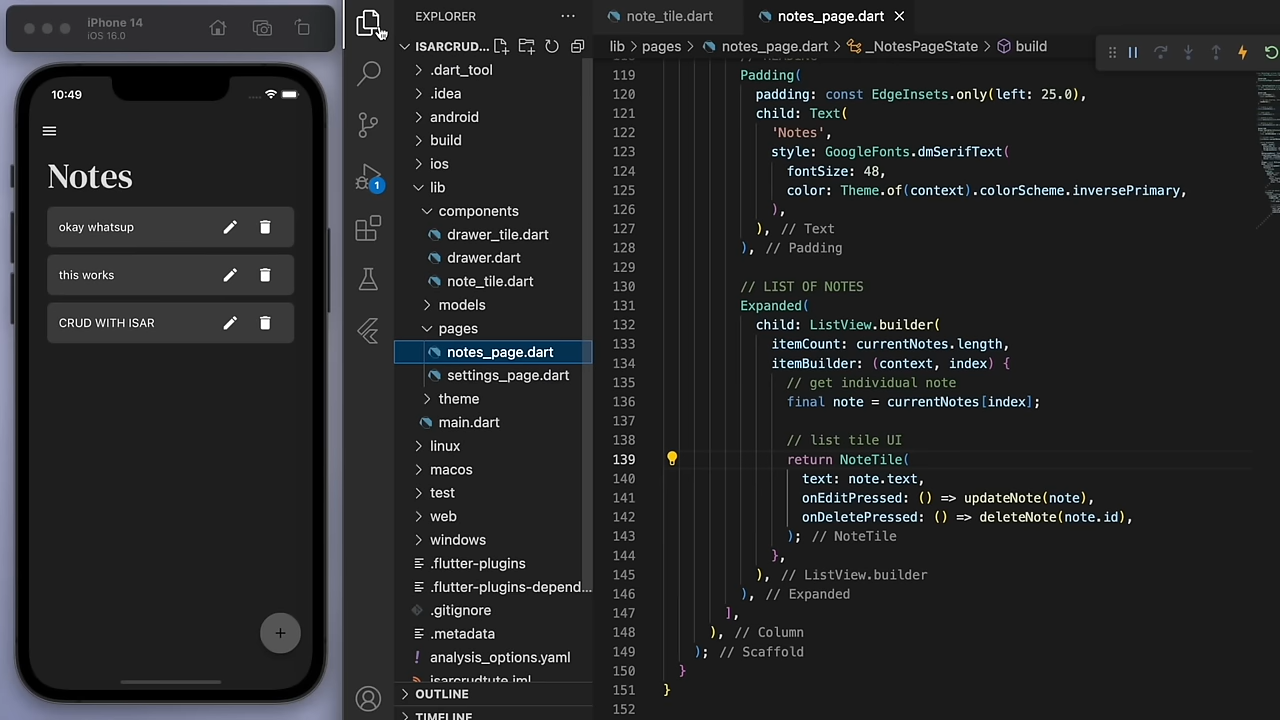 iPhone 14
iOS 16.0
10:49
Notes
okay whatsup
this works
CRUD WITH ISAR
+
1
EXPLORER
ISARCRUD...
.dart_tool
.idea
android
build
ios
lib
components
drawer_tile.dart
drawer.dart
note_tile.dart
models
pages
notes_page.dart
settings_page.dart
theme
main.dart
linux
macos
test
web
windows
.flutter-plugins
.flutter-plugins-depend...
.gitignore
.metadata
! analysis_options.yaml
isarcrudtute.iml
OUTLINE
TIMELINE
note_tile.dart
notes_page.dart
lib > pages > notes_page.dart > _NotesPageState > build
118 // HEADING
119 Padding(
120 padding: const EdgeInsets.only(left: 25.0),
121 child: Text(
122 'Notes',
123 style: GoogleFonts.dmSerifText(
124 fontSize: 48,
125 color: Theme.of(context).colorScheme.inversePrimary,
126 ),
127 ), // Text
128 ), // Padding
129
130 // LIST OF NOTES
131 Expanded(
132 child: ListView.builder(
133 itemCount: currentNotes.length,
134 itemBuilder: (context, index) {
135 // get individual note
136 final note = currentNotes[index];
137
138 // list tile UI
139 return NoteTile(
140 text: note.text,
141 onEditPressed: () => updateNote(note),
142 onDeletePressed: () => deleteNote(note.id),
143 ); // NoteTile
144 },
145 ), // ListView.builder
146 ), // Expanded
147 ],
148 ), // Column
149 ); // Scaffold
150 }
151 }
152